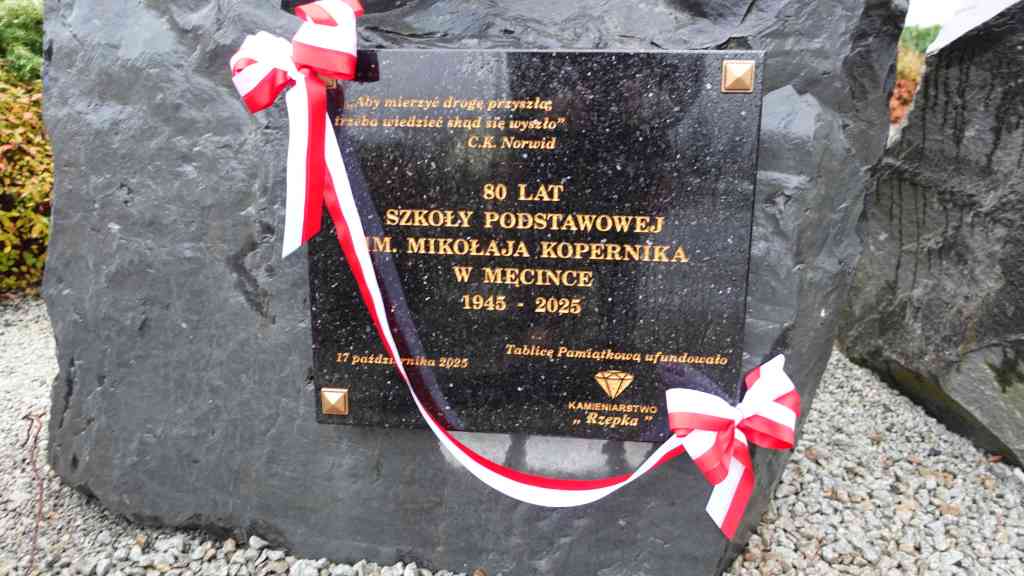 „Aby mierzyć drogę przyszłą,
trzeba wiedzieć skąd się wyszło”
C.K. Norwid
80 LAT
SZKOŁY PODSTAWOWEJ
IM. MIKOŁAJA KOPERNIKA
W MĘCINCE
1945 - 2025
17 października 2025
Tablicę Pamiątkową ufundowało
KAMIENIARSTWO
„Rzepka”